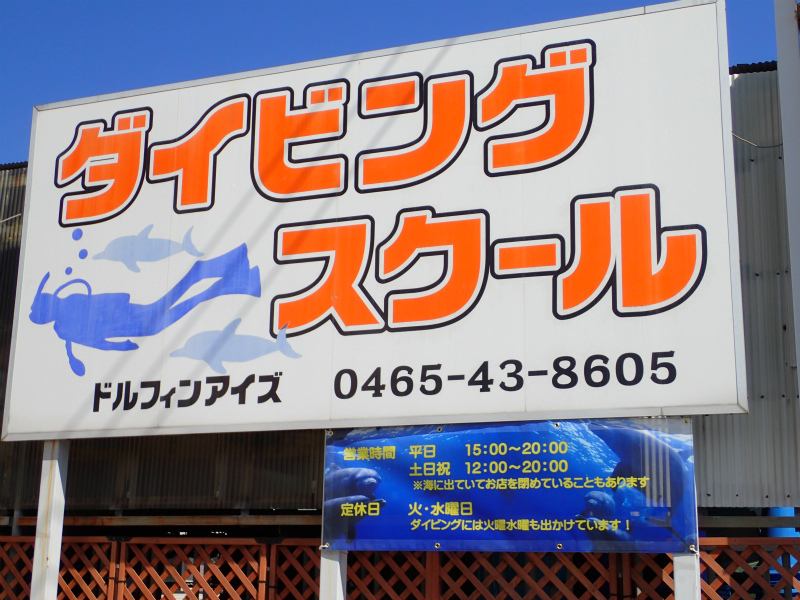 ダイビング
スクール
ドルフィンアイズ 0465-43-8605
営業時間 平日 15:00〜20:00
土日祝 12:00〜20:00
※海に出ていてお店を閉めていることもあります
定休日 火・水曜日
ダイビングには火曜水曜も出かけています！